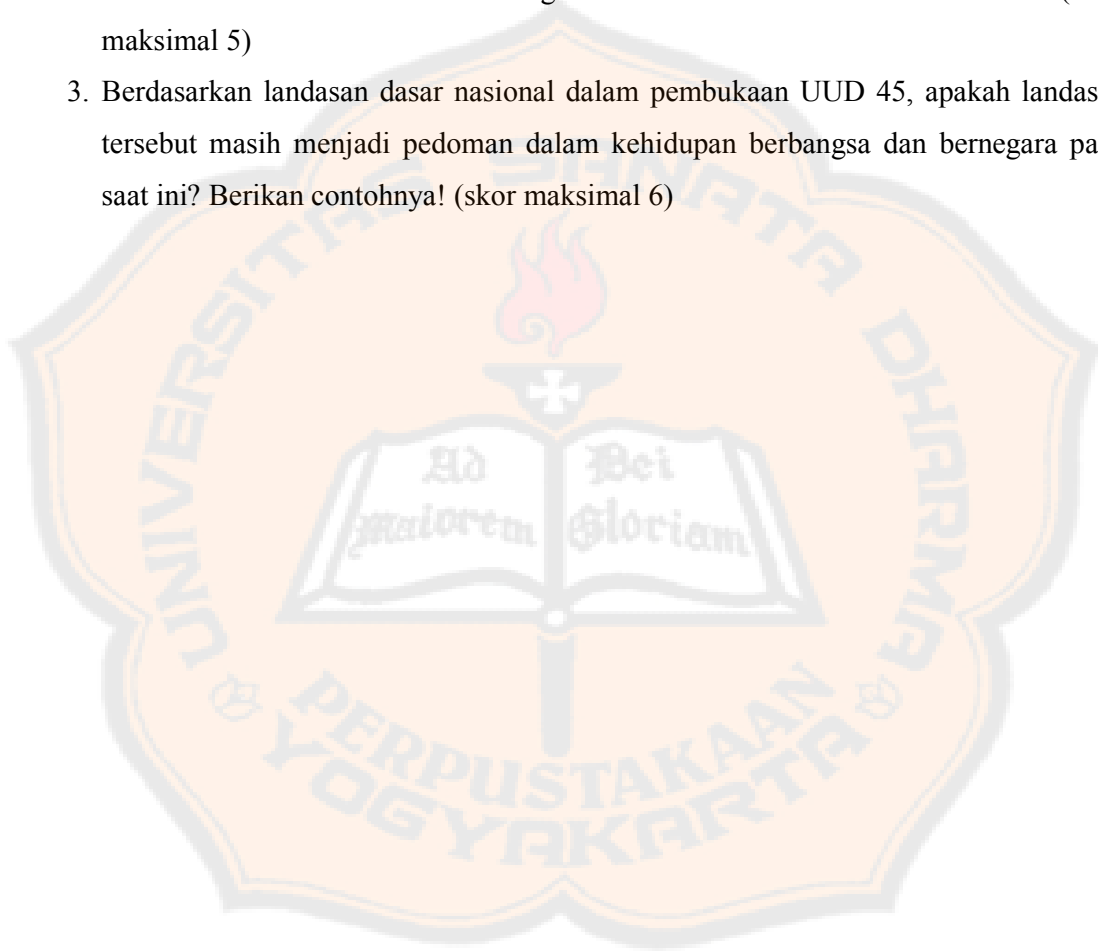 maksimal 5)
3. Berdasarkan landasan dasar nasional dalam pembukaan UUD 45, apakah landas
tersebut masih menjadi pedoman dalam kehidupan berbangsa dan bernegara pa
saat ini? Berikan contohnya! (skor maksimal 6)
UNIVERSITAS SANATA DHARMA
Ad Dei
Maiorem Gloriam
PERPUSTAKAAN
YOGYAKARTA